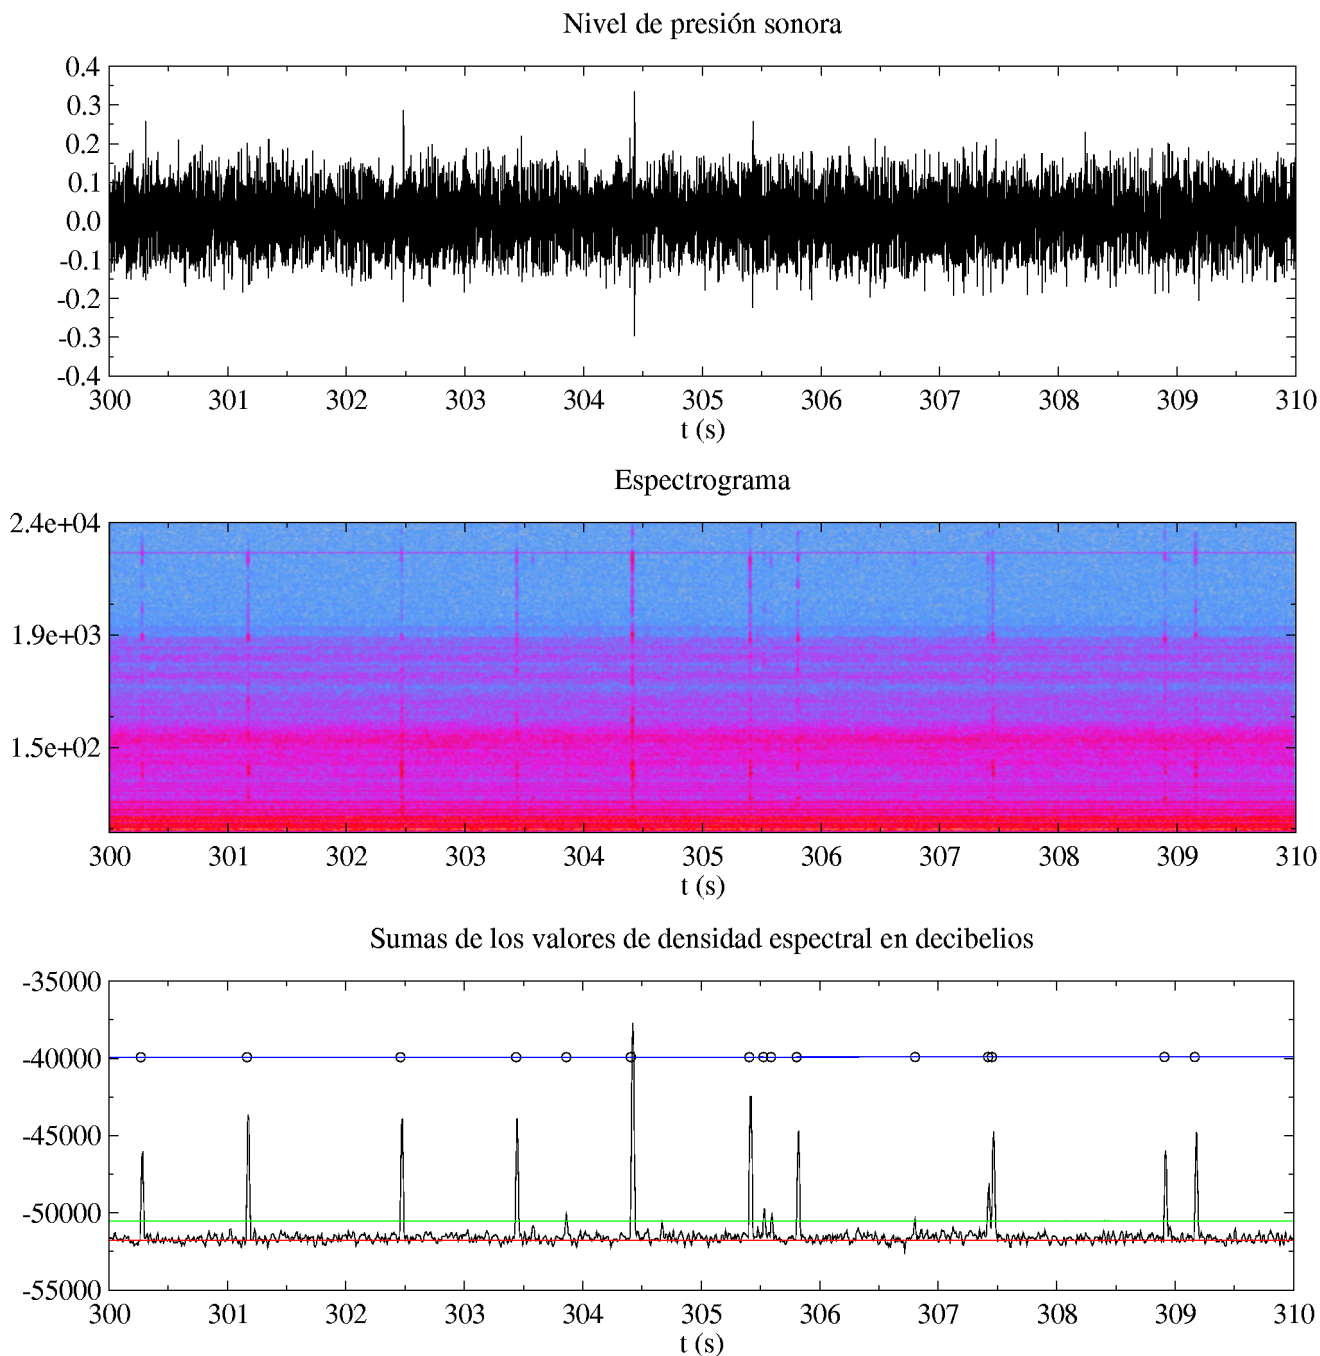 Nivel de presión sonora
0.4
0.3
0.2
0.1
0.0
-0.1
-0.2
-0.3
-0.4
300 301 302 303 304 305 306 307 308 309 310
t (s)
Espectrograma
2.4e+04
1.9e+03
1.5e+02
300 301 302 303 304 305 306 307 308 309 310
t (s)
Sumas de los valores de densidad espectral en decibelios
-35000
-40000
-45000
-50000
-55000
300 301 302 303 304 305 306 307 308 309 310
t (s)